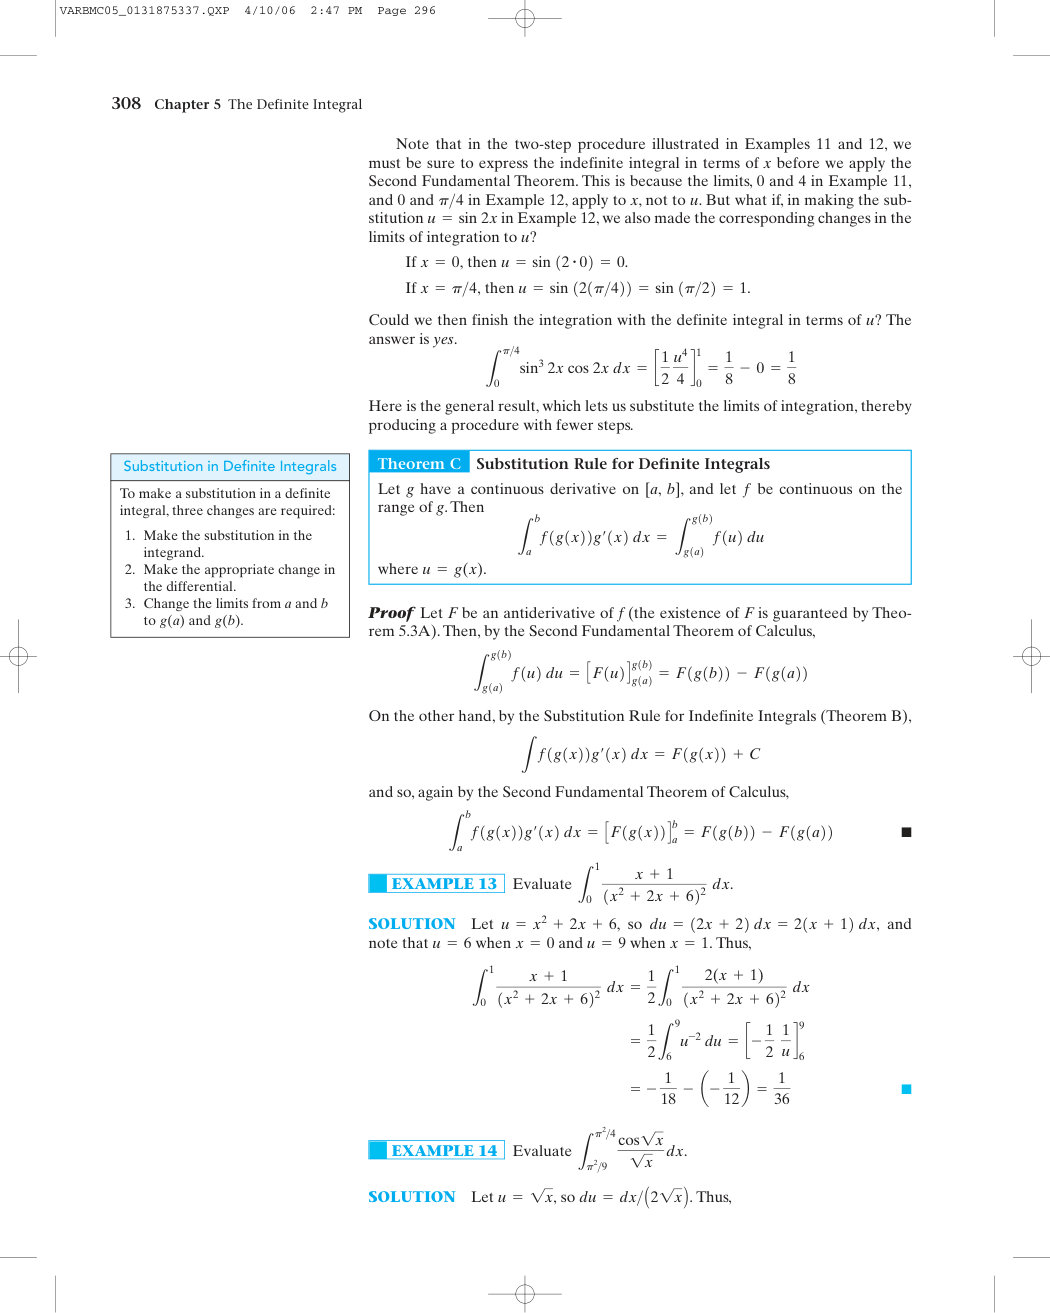 VARBMC05_0131875337.QXP 4/10/06 2:47 PM Page 296
308 Chapter 5 The Definite Integral
Note that in the two-step procedure illustrated in Examples 11 and 12, we
must be sure to express the indefinite integral in terms of x before we apply the
Second Fundamental Theorem. This is because the limits, 0 and 4 in Example 11,
and 0 and π/4 in Example 12, apply to x, not to u. But what if, in making the sub-
stitution u = sin 2x in Example 12, we also made the corresponding changes in the
limits of integration to u?
If x = 0, then u = sin (2 · 0) = 0.
If x = π/4, then u = sin (2(π/4)) = sin (π/2) = 1.
Could we then finish the integration with the definite integral in terms of u? The
answer is yes.
∫_0^{π/4} sin³ 2x cos 2x dx = [1/2 u⁴/4]_0^1 = 1/8 − 0 = 1/8
Here is the general result, which lets us substitute the limits of integration, thereby
producing a procedure with fewer steps.
Substitution in Definite Integrals
To make a substitution in a definite
integral, three changes are required:
1. Make the substitution in the
integrand.
2. Make the appropriate change in
the differential.
3. Change the limits from a and b
to g(a) and g(b).
Theorem C Substitution Rule for Definite Integrals
Let g have a continuous derivative on [a, b], and let f be continuous on the
range of g. Then
∫_a^b f(g(x))g′(x) dx = ∫_{g(a)}^{g(b)} f(u) du
where u = g(x).
Proof Let F be an antiderivative of f (the existence of F is guaranteed by Theo-
rem 5.3A). Then, by the Second Fundamental Theorem of Calculus,
∫_{g(a)}^{g(b)} f(u) du = [F(u)]_{g(a)}^{g(b)} = F(g(b)) − F(g(a))
On the other hand, by the Substitution Rule for Indefinite Integrals (Theorem B),
∫ f(g(x))g′(x) dx = F(g(x)) + C
and so, again by the Second Fundamental Theorem of Calculus,
∫_a^b f(g(x))g′(x) dx = [F(g(x))]_a^b = F(g(b)) − F(g(a)) ■
EXAMPLE 13 Evaluate ∫_0^1 (x + 1)/(x² + 2x + 6)² dx.
SOLUTION Let u = x² + 2x + 6, so du = (2x + 2) dx = 2(x + 1) dx, and
note that u = 6 when x = 0 and u = 9 when x = 1. Thus,
∫_0^1 (x + 1)/(x² + 2x + 6)² dx = 1/2 ∫_0^1 2(x + 1)/(x² + 2x + 6)² dx
= 1/2 ∫_6^9 u⁻² du = [−1/2 1/u]_6^9
= −1/18 − (−1/12) = 1/36 ■
EXAMPLE 14 Evaluate ∫_{π²/9}^{π²/4} cos √x/√x dx.
SOLUTION Let u = √x, so du = dx/(2√x). Thus,